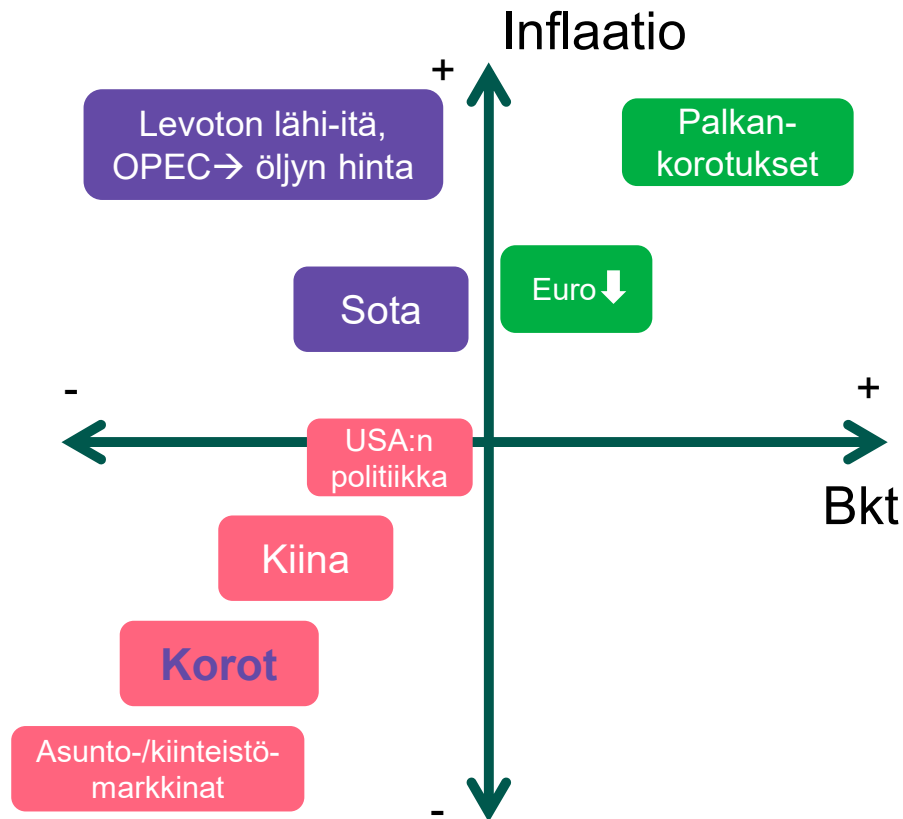 Inflaatio
+
Levoton lähi-itä,
OPEC→ öljyn hinta
Palkan-
korotukset
Sota
Euro⬇
-
+
USA:n
politiikka
Bkt
Kiina
Korot
Asunto-/kiinteistö-
markkinat
-